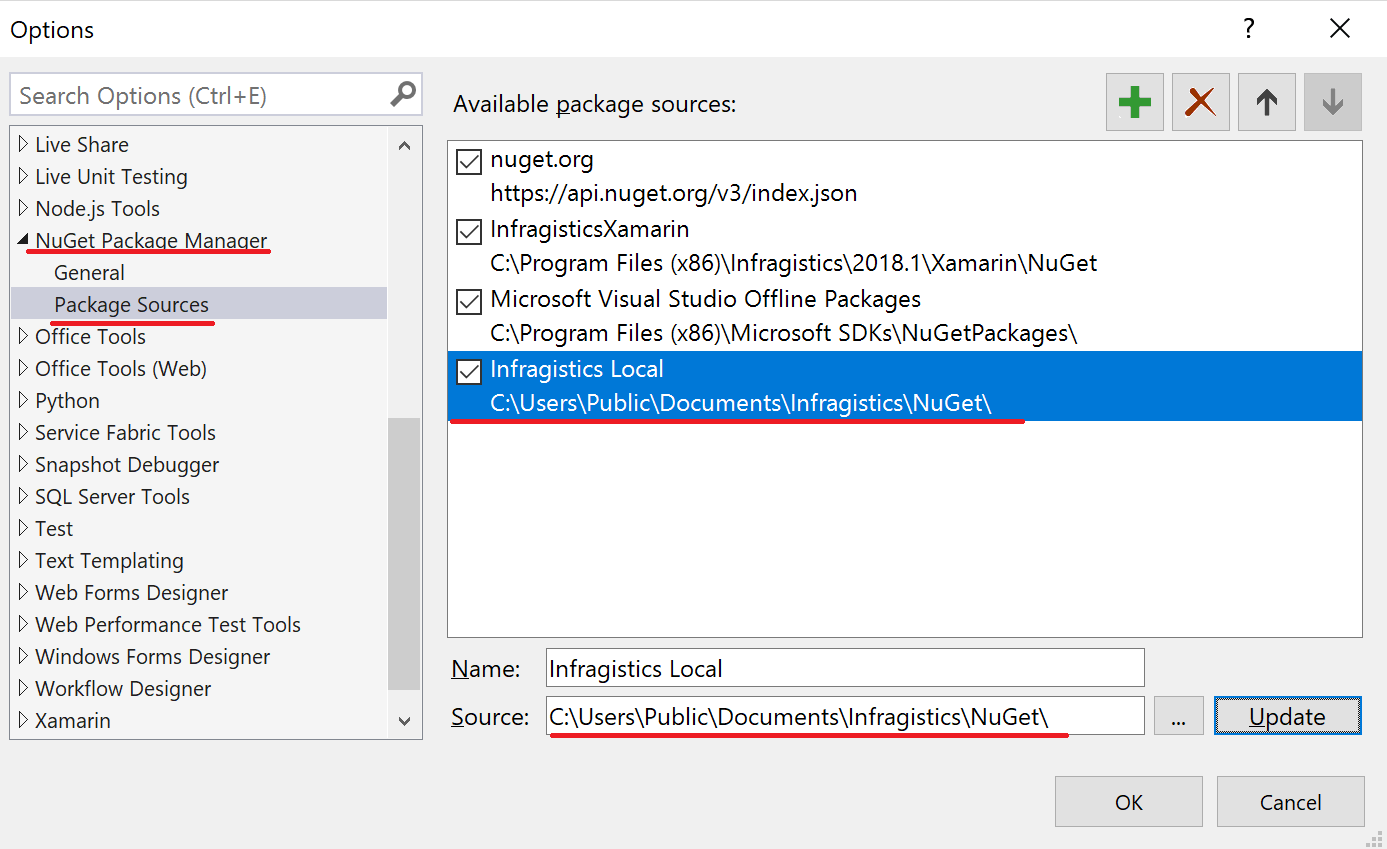 Options
?
Search Options (Ctrl+E)
Live Share
Live Unit Testing
Node.js Tools
NuGet Package Manager
General
Package Sources
Office Tools
Office Tools (Web)
Python
Service Fabric Tools
Snapshot Debugger
SQL Server Tools
Test
Text Templating
Web Forms Designer
Web Performance Test Tools
Windows Forms Designer
Workflow Designer
Xamarin
Available package sources:
nuget.org
https://api.nuget.org/v3/index.json
InfragisticsXamarin
C:\Program Files (x86)\Infragistics\2018.1\Xamarin\NuGet
Microsoft Visual Studio Offline Packages
C:\Program Files (x86)\Microsoft SDKs\NuGetPackages\
Infragistics Local
C:\Users\Public\Documents\Infragistics\NuGet\
Name: Infragistics Local
Source: C:\Users\Public\Documents\Infragistics\NuGet\ ... Update
OK Cancel